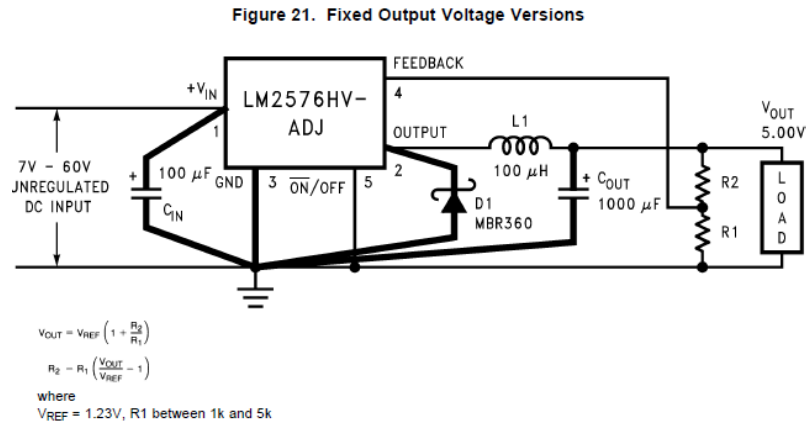 Figure 21. Fixed Output Voltage Versions
FEEDBACK
+VIN
LM2576HV-
ADJ
4
1
OUTPUT
L1
VOUT
5.00V
7V - 60V
UNREGULATED
DC INPUT
+
100 µF
CIN
GND
3
ON/OFF
5
2
100 µH
D1
MBR360
+
COUT
1000 µF
R2
R1
L
O
A
D
VOUT = VREF (1 + R2/R1)
R2 - R1 (VOUT/VREF - 1)
where
VREF = 1.23V, R1 between 1k and 5k